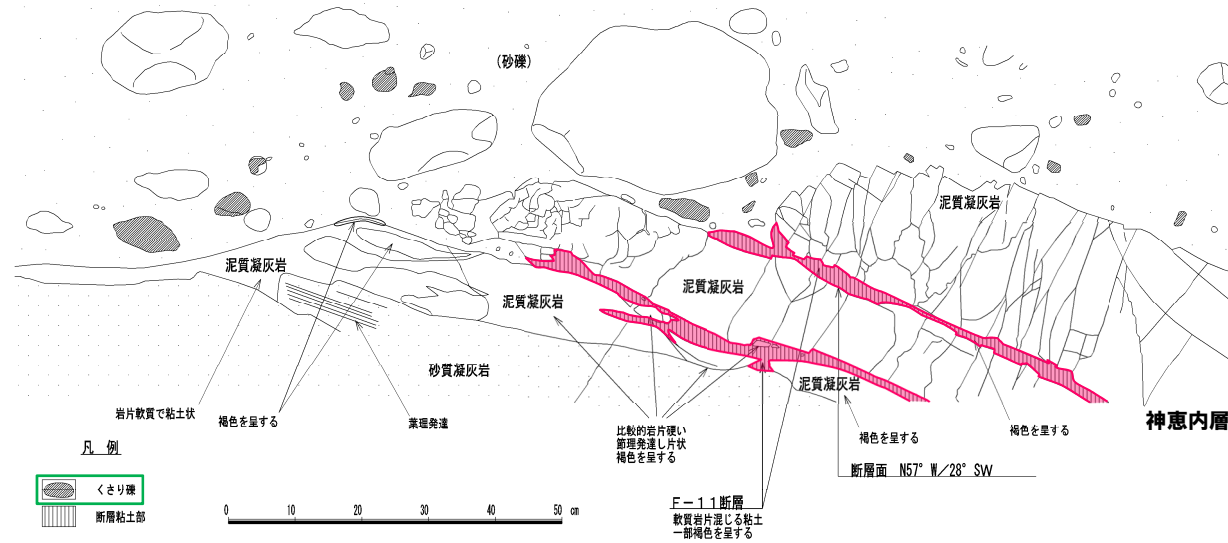 (砂礫)
泥質凝灰岩
泥質凝灰岩
泥質凝灰岩
泥質凝灰岩
砂質凝灰岩
泥質凝灰岩
岩片軟質で粘土状
褐色を呈する
葉理発達
比較的岩片硬い
節理発達し片状
褐色を呈する
褐色を呈する
褐色を呈する
神恵内層
断層面 N57°W/28°SW
F-11断層
軟質岩片混じる粘土
一部褐色を呈する
凡 例
くさり礫
断層粘土部
0 10 20 30 40 50 cm